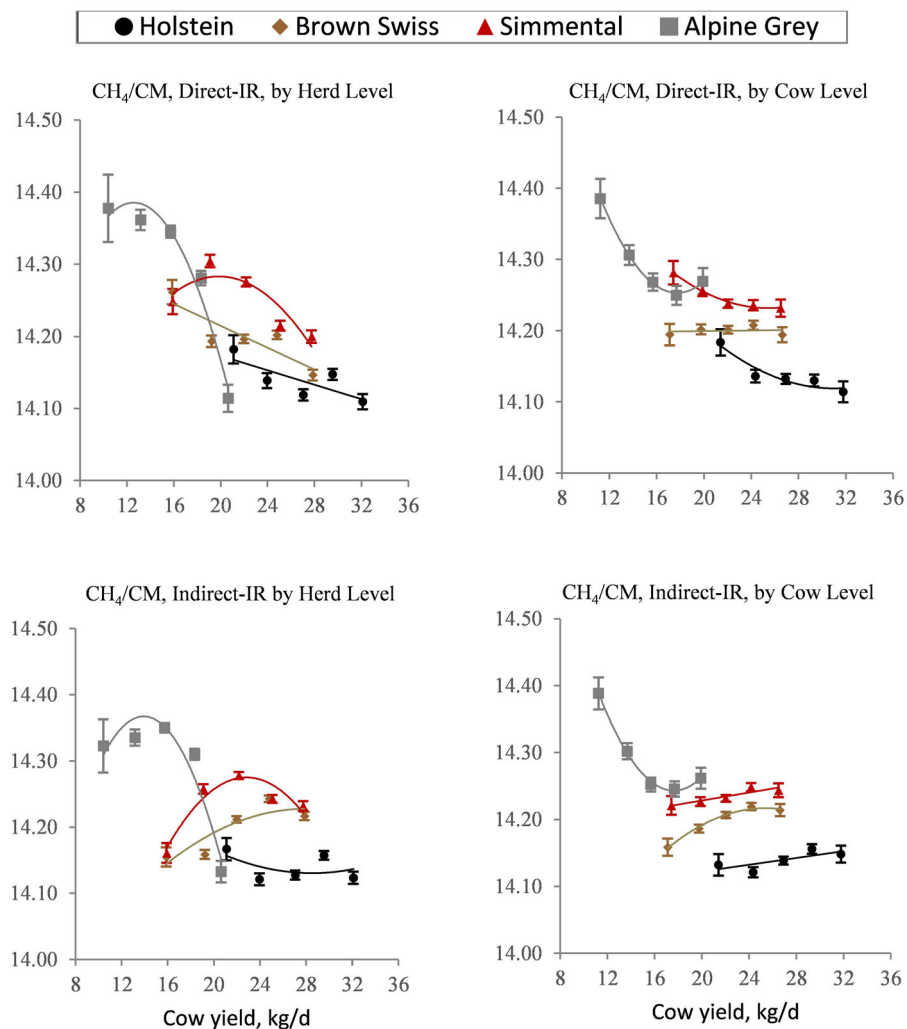 Holstein Brown Swiss Simmental Alpine Grey
CH₄/CM, Direct-IR, by Herd Level
14.50
14.40
14.30
14.20
14.10
14.00
8 12 16 20 24 28 32 36
CH₄/CM, Direct-IR, by Cow Level
14.50
14.40
14.30
14.20
14.10
14.00
8 12 16 20 24 28 32 36
CH₄/CM, Indirect-IR by Herd Level
14.50
14.40
14.30
14.20
14.10
14.00
8 12 16 20 24 28 32 36
Cow yield, kg/d
CH₄/CM, Indirect-IR, by Cow Level
14.50
14.40
14.30
14.20
14.10
14.00
8 12 16 20 24 28 32 36
Cow yield, kg/d